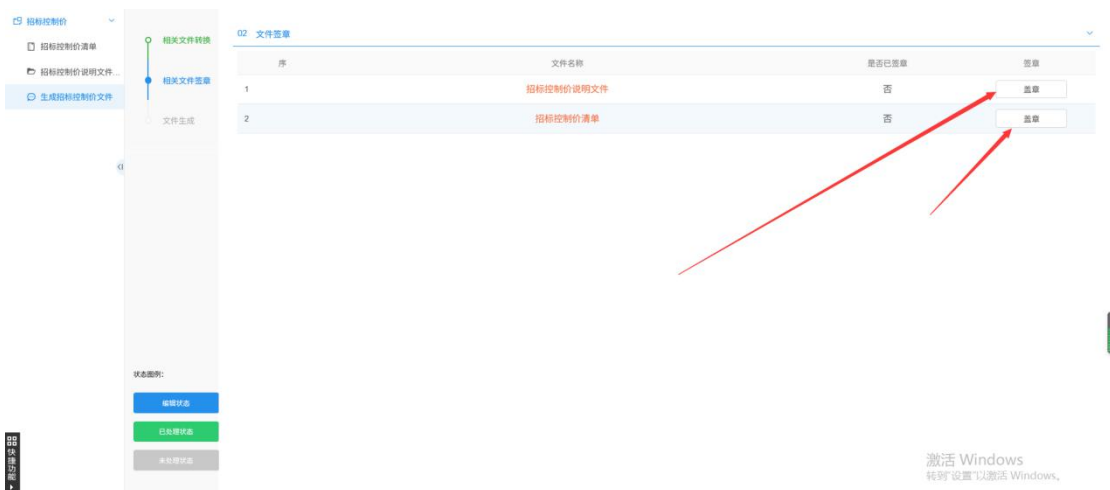 招标控制价
招标控制价清单
招标控制价说明文件...
生成招标控制价文件
相关文件转换
相关文件签章
文件生成
02 文件签章
序 文件名称 是否已签章 签章
1 招标控制价说明文件 否 盖章
2 招标控制价清单 否 盖章
状态图例:
编辑状态
已处理状态
未处理状态
快捷功能
激活 Windows
转到"设置"以激活 Windows。